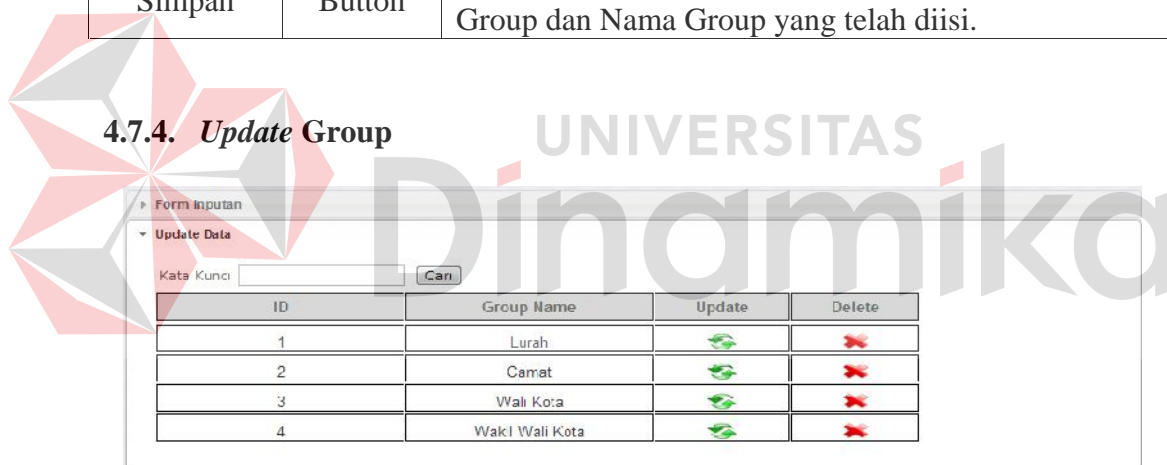 Simpan Button
Group dan Nama Group yang telah diisi.
4.7.4. Update Group
UNIVERSITAS
Dinamika
Form Inputan
Update Data
Kata Kunci Cari
ID Group Name Update Delete
1 Lurah
2 Camat
3 Wali Kota
4 Wakil Wali Kota